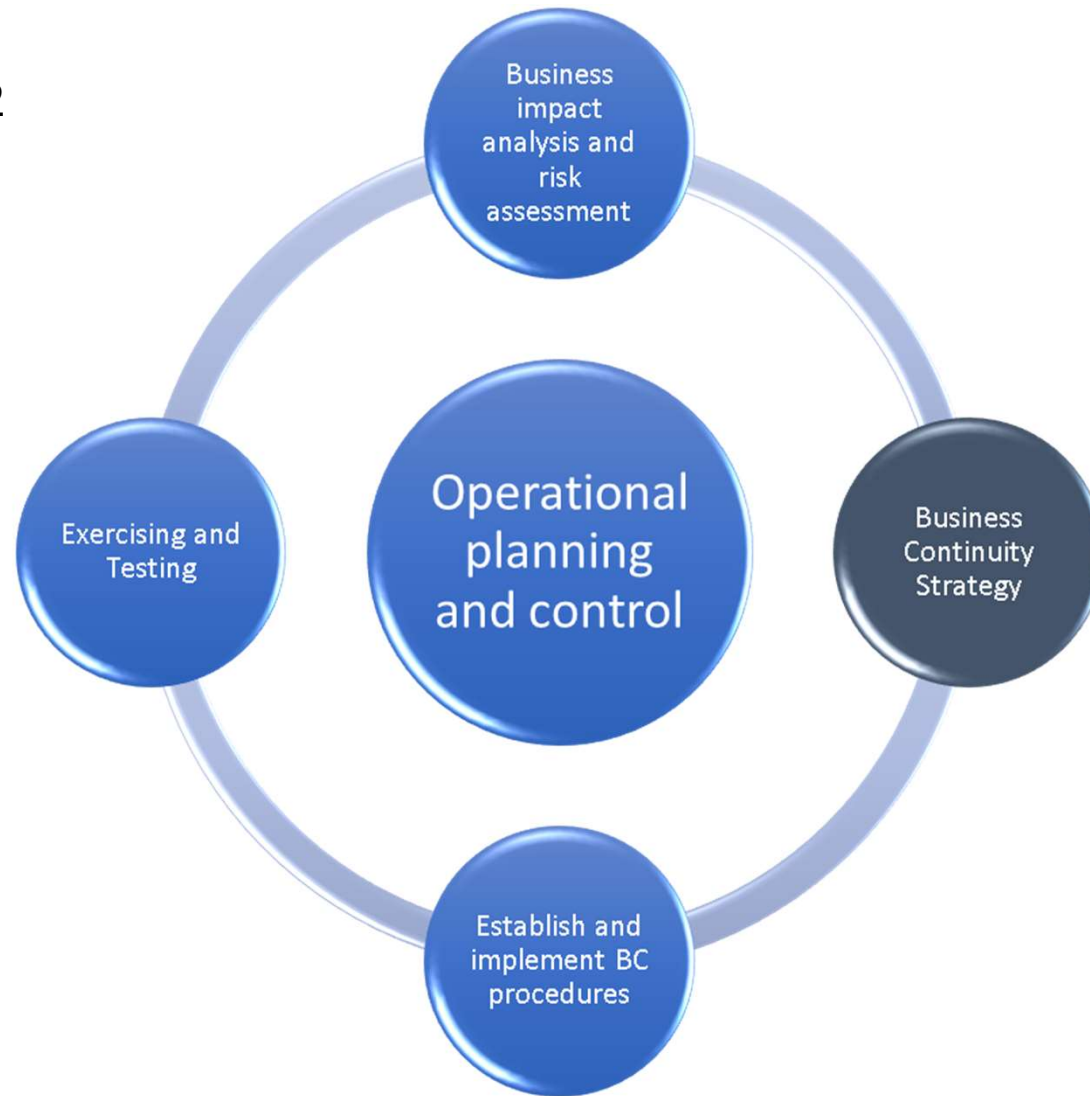 Business
impact
analysis and
risk
assessment
Operational
planning
and control
Exercising and
Testing
Business
Continuity
Strategy
Establish and
implement BC
procedures